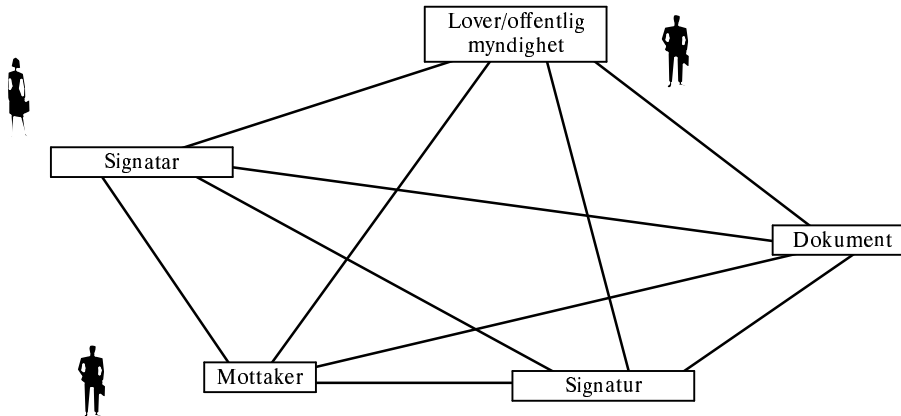 Lover/offentlig
myndighet
Signatar
Dokument
Mottaker
Signatur